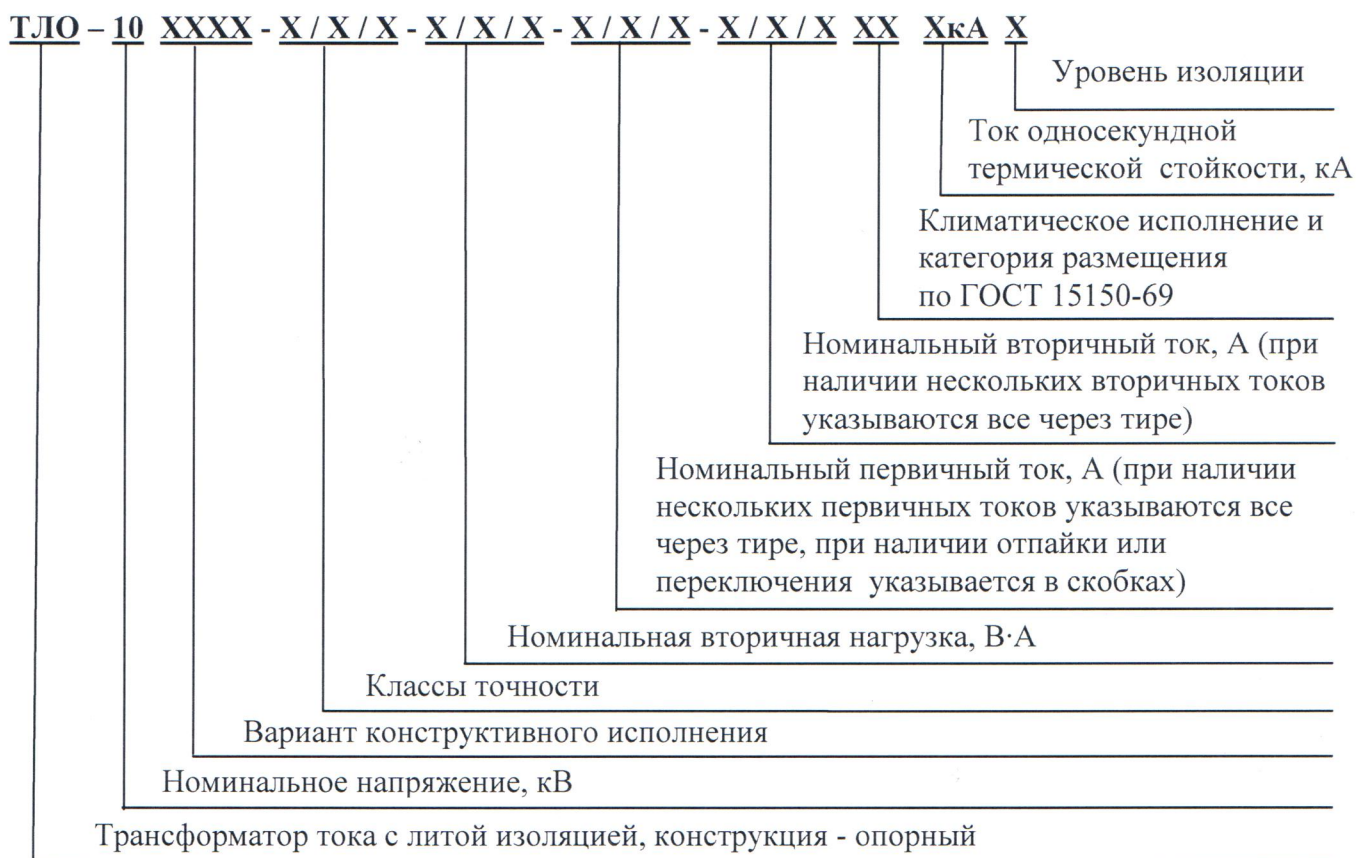 ТЛО – 10 XXXX - X / X / X - X / X / X - X / X / X - X / X / X XX XкА X
Уровень изоляции
Ток односекундной
термической стойкости, кА
Климатическое исполнение и
категория размещения
по ГОСТ 15150-69
Номинальный вторичный ток, А (при
наличии нескольких вторичных токов
указываются все через тире)
Номинальный первичный ток, А (при наличии
нескольких первичных токов указываются все
через тире, при наличии отпайки или
переключения указывается в скобках)
Номинальная вторичная нагрузка, В·А
Классы точности
Вариант конструктивного исполнения
Номинальное напряжение, кВ
Трансформатор тока с литой изоляцией, конструкция - опорный